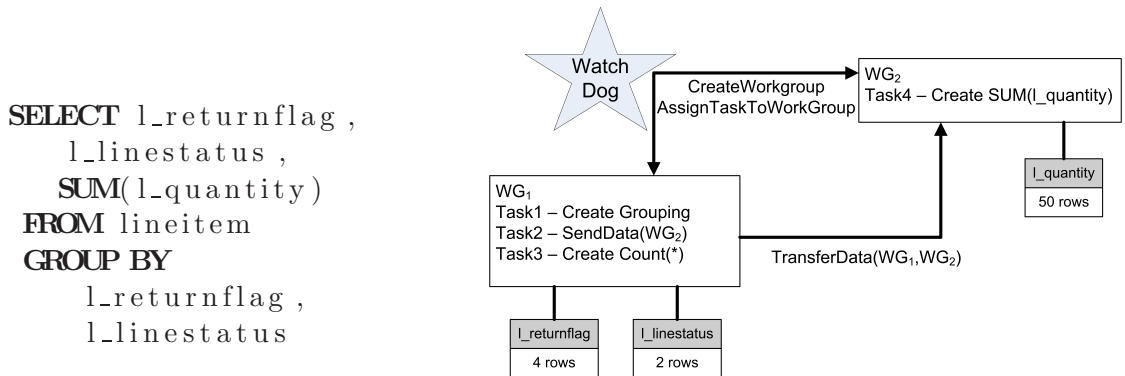 SELECT l_returnflag ,
l_linestatus ,
SUM(l_quantity)
FROM lineitem
GROUP BY
l_returnflag ,
l_linestatus
Watch
Dog
CreateWorkgroup
AssignTaskToWorkGroup
WG₂
Task4 – Create SUM(l_quantity)
l_quantity
50 rows
WG₁
Task1 – Create Grouping
Task2 – SendData(WG₂)
Task3 – Create Count(*)
TransferData(WG₁,WG₂)
l_returnflag
4 rows
l_linestatus
2 rows